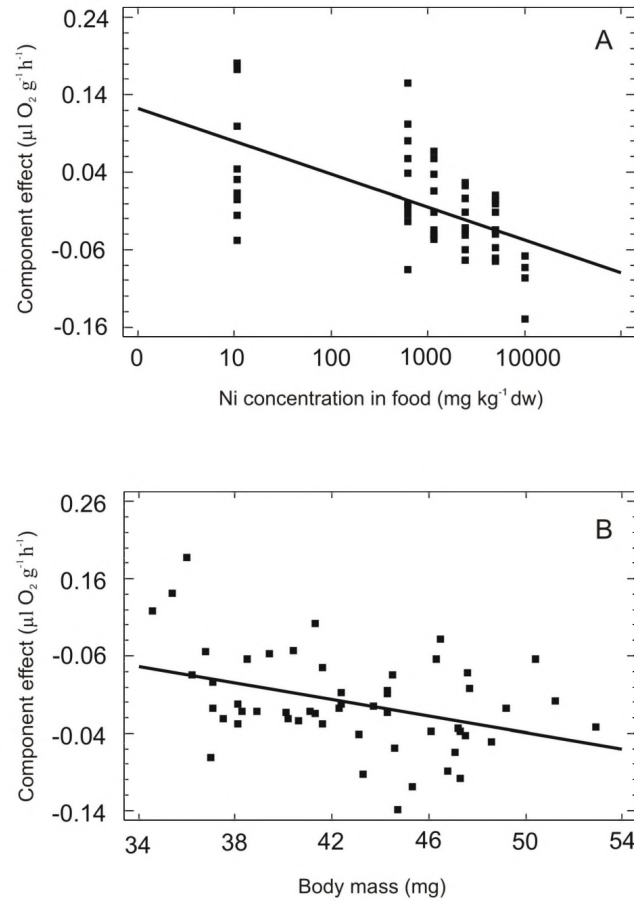 A
0.24
0.14
0.04
-0.06
-0.16
Component effect (µl O2 g-1h-1)
0 10 100 1000 10000
Ni concentration in food (mg kg-1 dw)
B
0.26
0.16
-0.06
-0.04
-0.14
Component effect (µl O2 g-1h-1)
34 38 42 46 50 54
Body mass (mg)